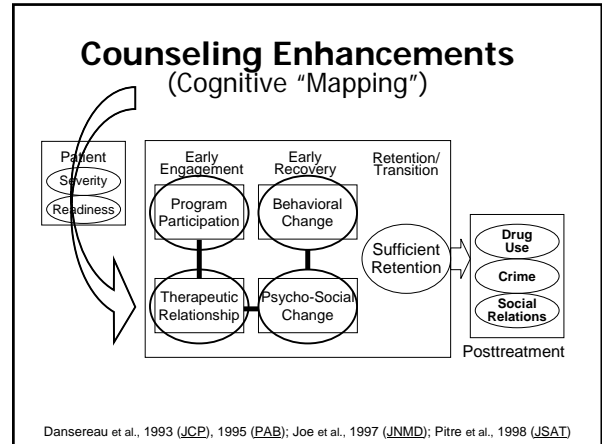 Counseling Enhancements
(Cognitive "Mapping")
Patient
Severity
Readiness
Early
Engagement
Program
Participation
Therapeutic
Relationship
Early
Recovery
Behavioral
Change
Psycho-Social
Change
Retention/
Transition
Sufficient
Retention
Drug
Use
Crime
Social
Relations
Posttreatment
Dansereau et al., 1993 (JCP), 1995 (PAB); Joe et al., 1997 (JNMD); Pitre et al., 1998 (JSAT)